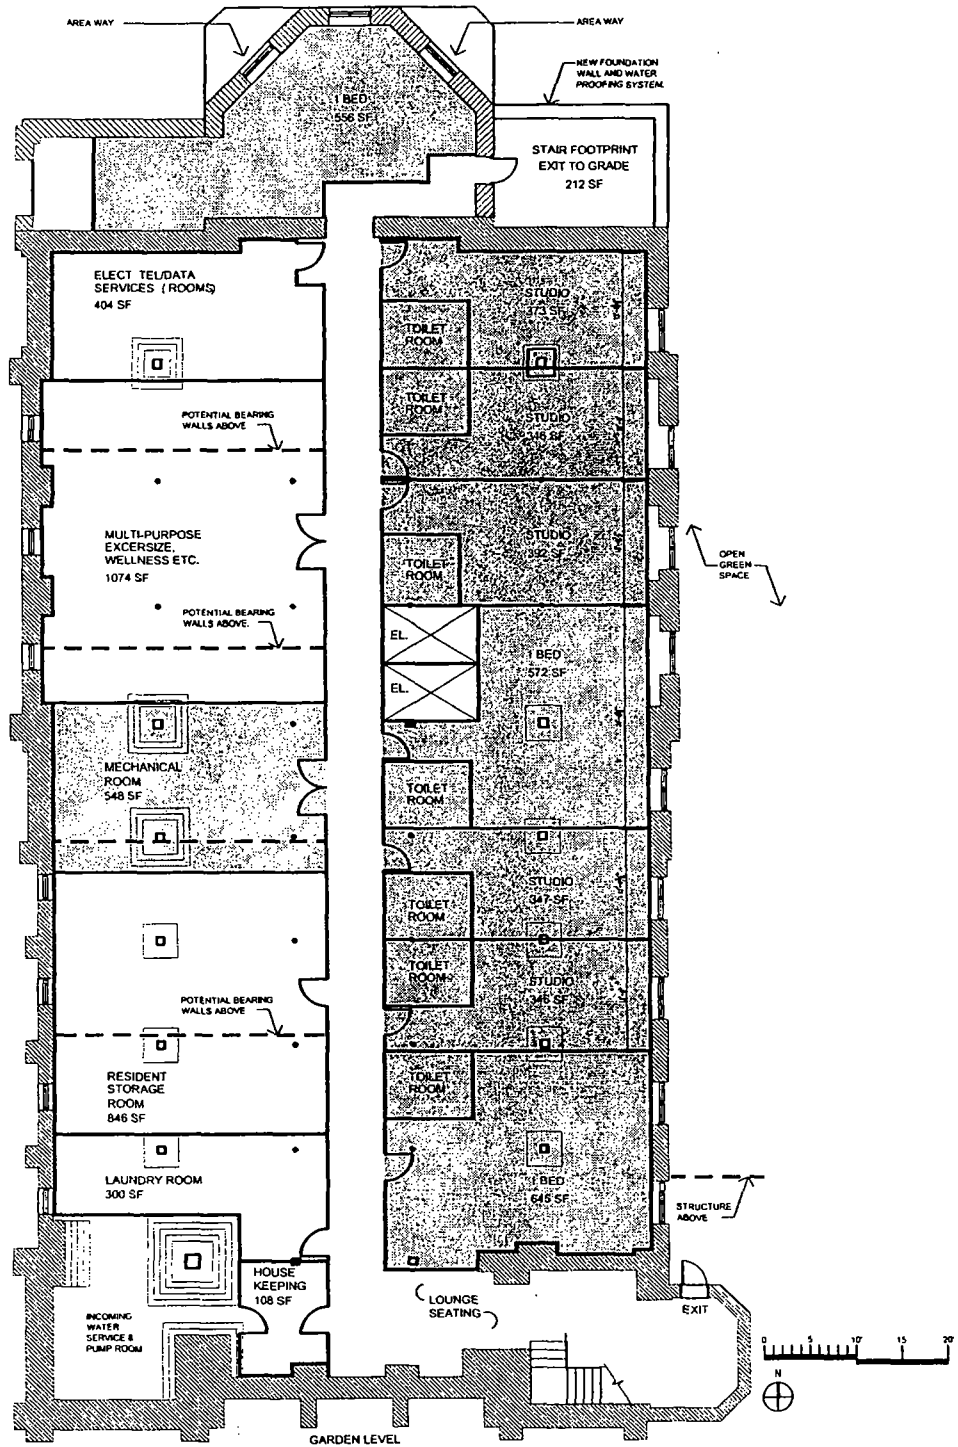 AREA WAY
AREA WAY
NEW FOUNDATION
WALL AND WATER
PROOFING SYSTEM
1 BED
556 SF
STAIR FOOTPRINT
EXIT TO GRADE
212 SF
ELECT TEL/DATA
SERVICES (ROOMS)
404 SF
STUDIO
373 SF
TOILET
ROOM
TOILET
ROOM
POTENTIAL BEARING
WALLS ABOVE
STUDIO
MULTI-PURPOSE
EXCERSIZE,
WELLNESS ETC.
1074 SF
STUDIO
392 SF
TOILET
ROOM
OPEN
GREEN
SPACE
POTENTIAL BEARING
WALLS ABOVE.
EL.
1 BED
572 SF
EL.
MECHANICAL
ROOM
548 SF
TOILET
ROOM
STUDIO
347 SF
TOILET
ROOM
TOILET
ROOM
STUDIO
346 SF
POTENTIAL BEARING
WALLS ABOVE
RESIDENT
STORAGE
ROOM
846 SF
TOILET
ROOM
LAUNDRY ROOM
300 SF
1 BED
645 SF
STRUCTURE
ABOVE
HOUSE
KEEPING
108 SF
LOUNGE
SEATING
EXIT
INCOMING
WATER
SERVICE &
PUMP ROOM
0 5 10' 15 20'
N
GARDEN LEVEL